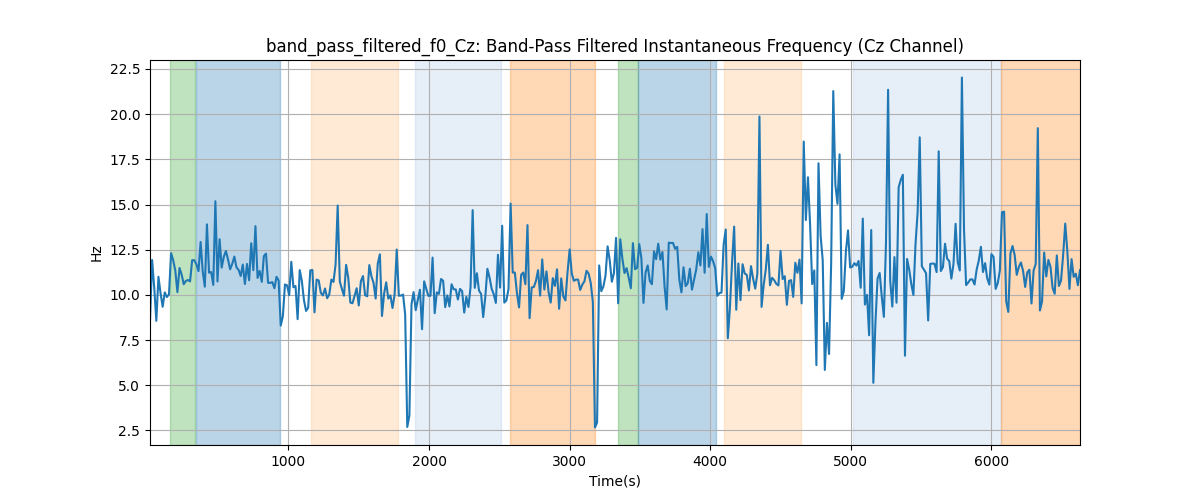 band_pass_filtered_f0_Cz: Band-Pass Filtered Instantaneous Frequency (Cz Channel)
22.5
20.0
17.5
15.0
12.5
10.0
7.5
5.0
2.5
Hz
1000 2000 3000 4000 5000 6000
Time(s)